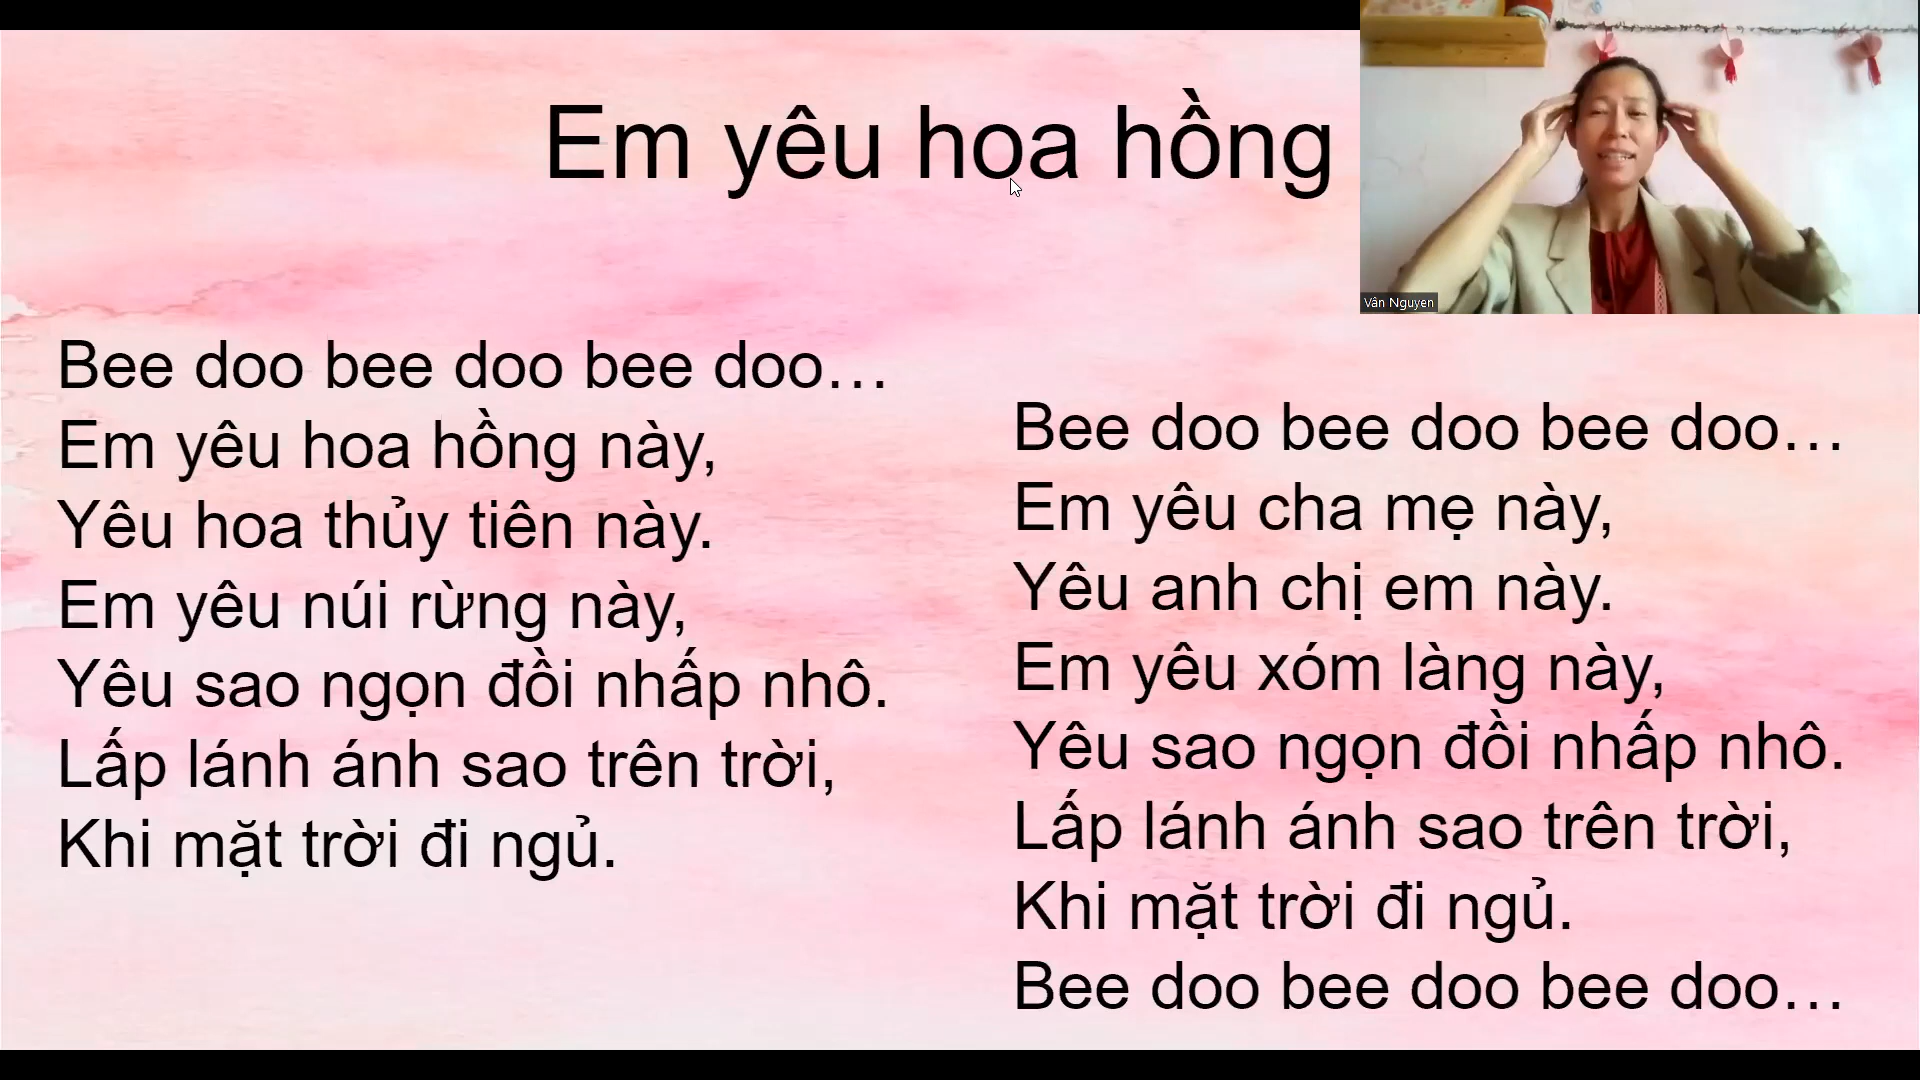 Em yêu hoa hồng
Vân Nguyen
Bee doo bee doo bee doo…
Em yêu hoa hồng này,
Yêu hoa thủy tiên này.
Em yêu núi rừng này,
Yêu sao ngọn đồi nhấp nhô.
Lấp lánh ánh sao trên trời,
Khi mặt trời đi ngủ.
Bee doo bee doo bee doo…
Em yêu cha mẹ này,
Yêu anh chị em này.
Em yêu xóm làng này,
Yêu sao ngọn đồi nhấp nhô.
Lấp lánh ánh sao trên trời,
Khi mặt trời đi ngủ.
Bee doo bee doo bee doo…